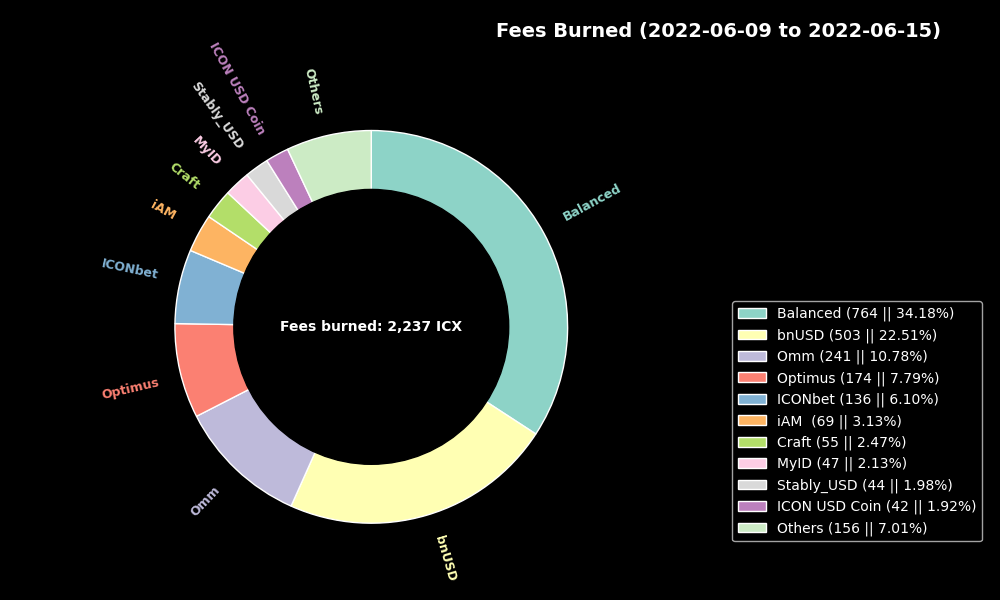 Fees Burned (2022-06-09 to 2022-06-15)
ICON USD Coin
Others
Stably_USD
MyID
Craft
iAM
ICONbet
Optimus
Omm
bnUSD
Balanced
Fees burned: 2,237 ICX
Balanced (764 || 34.18%)
bnUSD (503 || 22.51%)
Omm (241 || 10.78%)
Optimus (174 || 7.79%)
ICONbet (136 || 6.10%)
iAM  (69 || 3.13%)
Craft (55 || 2.47%)
MyID (47 || 2.13%)
Stably_USD (44 || 1.98%)
ICON USD Coin (42 || 1.92%)
Others (156 || 7.01%)